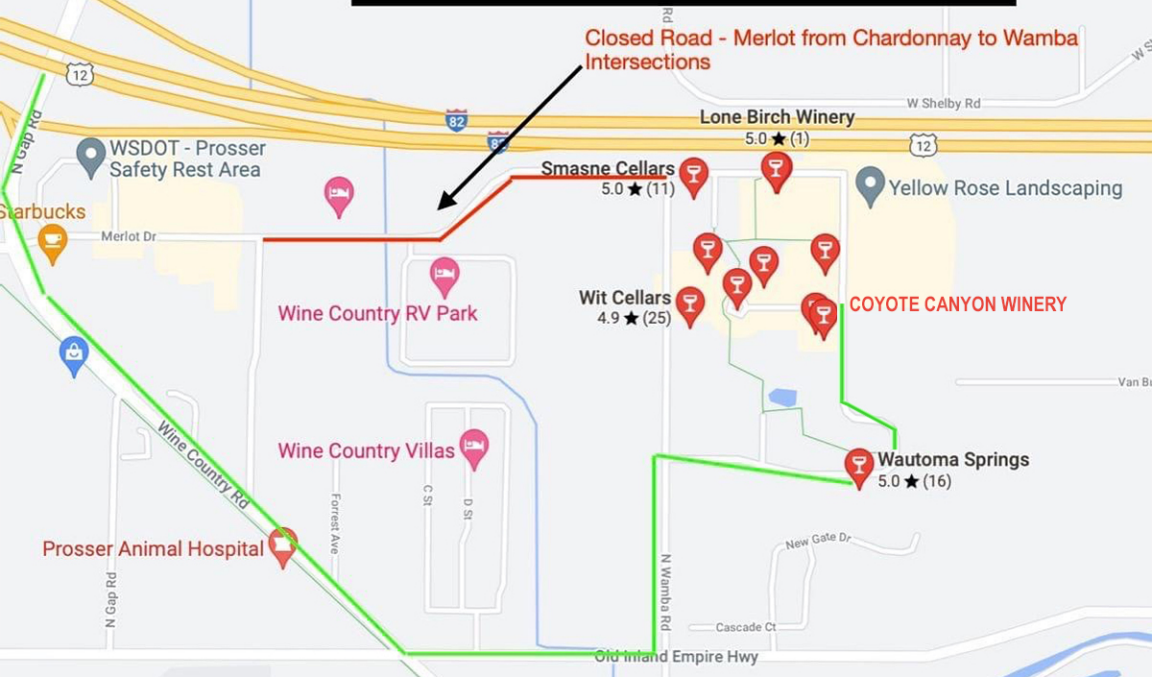 Closed Road - Merlot from Chardonnay to Wamba
Intersections
12
N Gap Rd
Rd
W Shelby Rd
82
82
Lone Birch Winery
5.0 ★ (1)
12
WSDOT - Prosser
Safety Rest Area
Smasne Cellars
5.0 ★ (11)
Yellow Rose Landscaping
Starbucks
Merlot Dr
Wine Country RV Park
Wit Cellars
4.9 ★ (25)
COYOTE CANYON WINERY
Van Bu
Wine Country Rd
Wine Country Villas
Wautoma Springs
5.0 ★ (16)
C St
D St
Forrest Ave
Prosser Animal Hospital
New Gate Dr
N Gap Rd
N Wamba Rd
Cascade Ct
Old Inland Empire Hwy